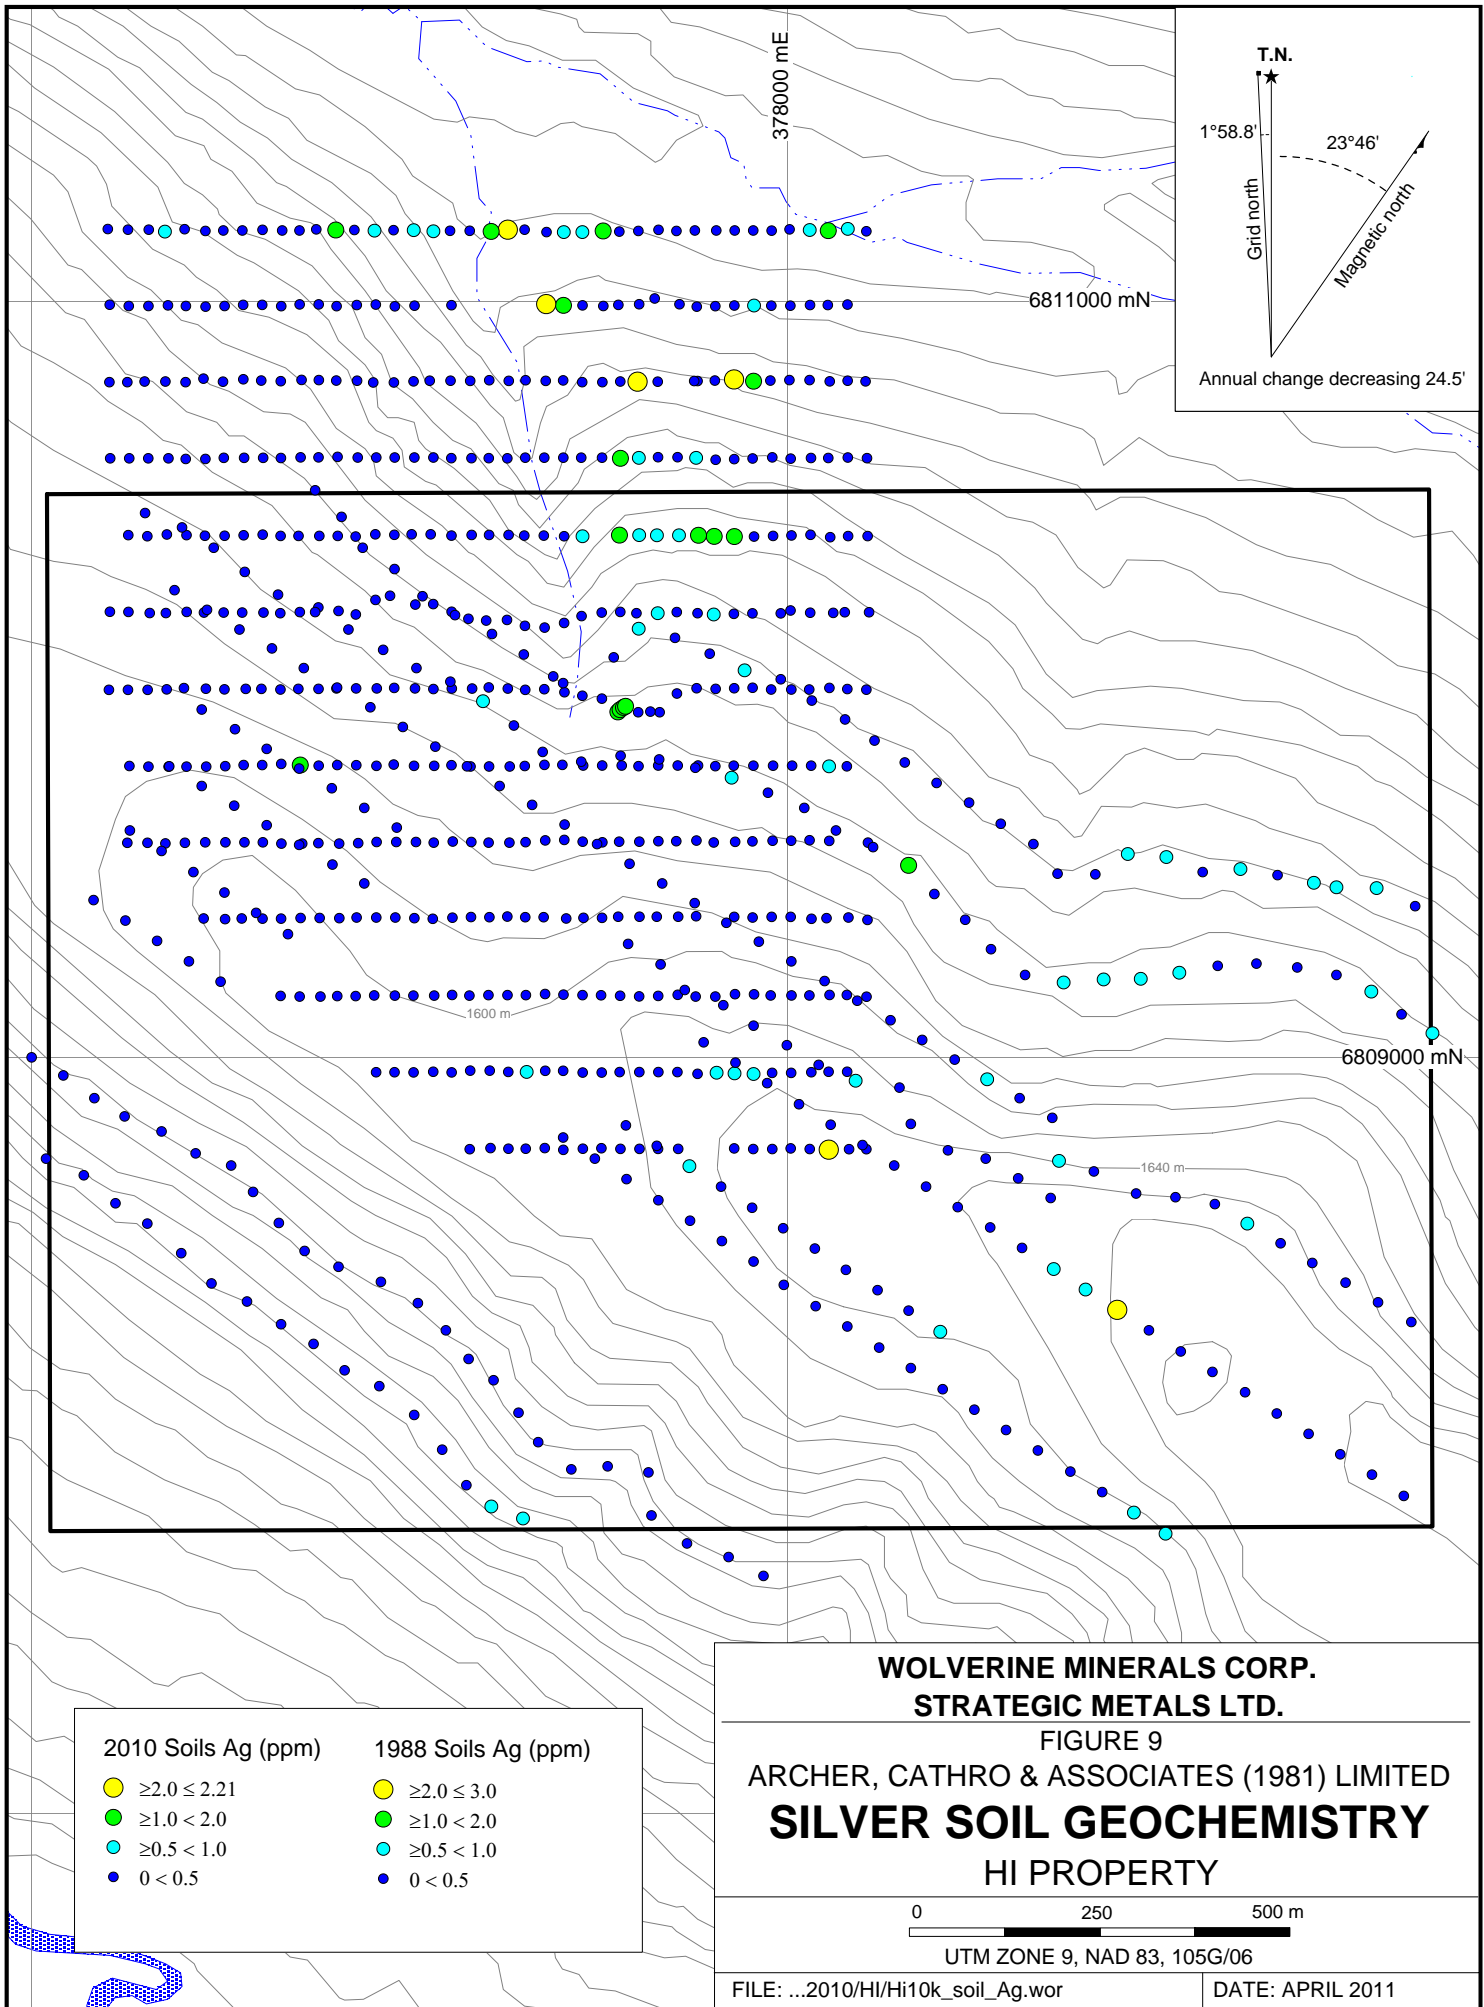 378000 mE
T.N.
1°58.8'
23°46'
Grid north
Magnetic north
Annual change decreasing 24.5'
6811000 mN
1600 m
6809000 mN
1640 m
2010 Soils Ag (ppm)
≥2.0 ≤ 2.21
≥1.0 < 2.0
≥0.5 < 1.0
0 < 0.5
1988 Soils Ag (ppm)
≥2.0 ≤ 3.0
≥1.0 < 2.0
≥0.5 < 1.0
0 < 0.5
WOLVERINE MINERALS CORP.
STRATEGIC METALS LTD.
FIGURE 9
ARCHER, CATHRO & ASSOCIATES (1981) LIMITED
SILVER SOIL GEOCHEMISTRY
HI PROPERTY
0 250 500 m
UTM ZONE 9, NAD 83, 105G/06
FILE: ...2010/HI/Hi10k_soil_Ag.wor
DATE: APRIL 2011